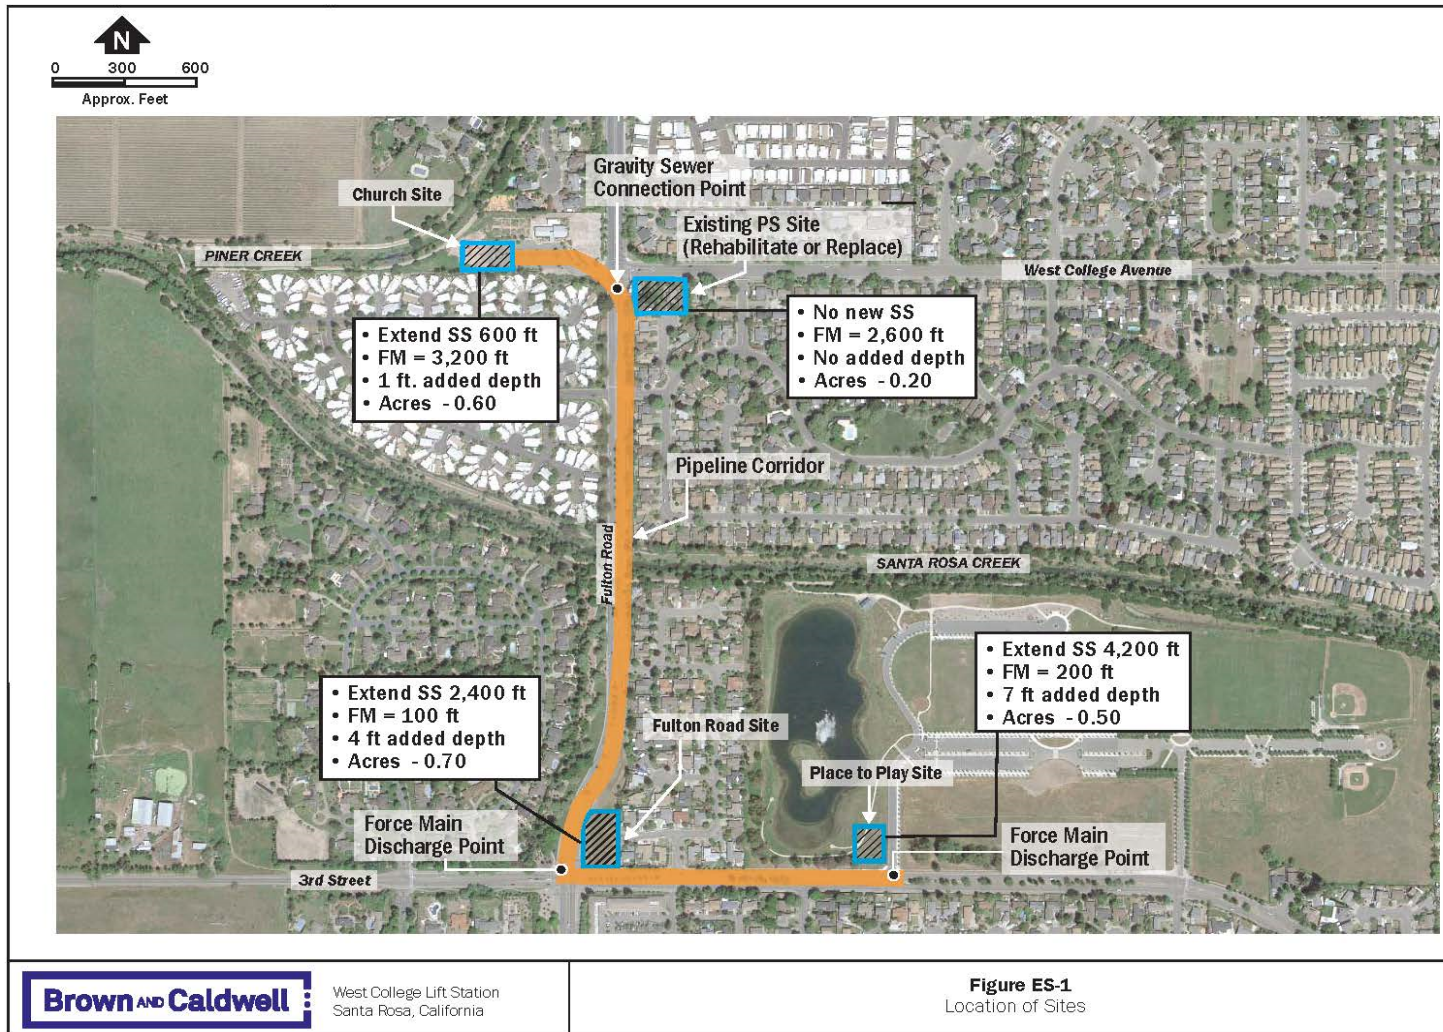 N
0 300 600
Approx. Feet
Gravity Sewer
Connection Point
Church Site
Existing PS Site
(Rehabilitate or Replace)
PINER CREEK
West College Avenue
• Extend SS 600 ft
• FM = 3,200 ft
• 1 ft. added depth
• Acres - 0.60
• No new SS
• FM = 2,600 ft
• No added depth
• Acres - 0.20
Pipeline Corridor
Fulton Road
SANTA ROSA CREEK
• Extend SS 4,200 ft
• FM = 200 ft
• 7 ft added depth
• Acres - 0.50
• Extend SS 2,400 ft
• FM = 100 ft
• 4 ft added depth
• Acres - 0.70
Fulton Road Site
Place to Play Site
Force Main
Discharge Point
Force Main
Discharge Point
3rd Street
Brown AND Caldwell
West College Lift Station
Santa Rosa, California
Figure ES-1
Location of Sites